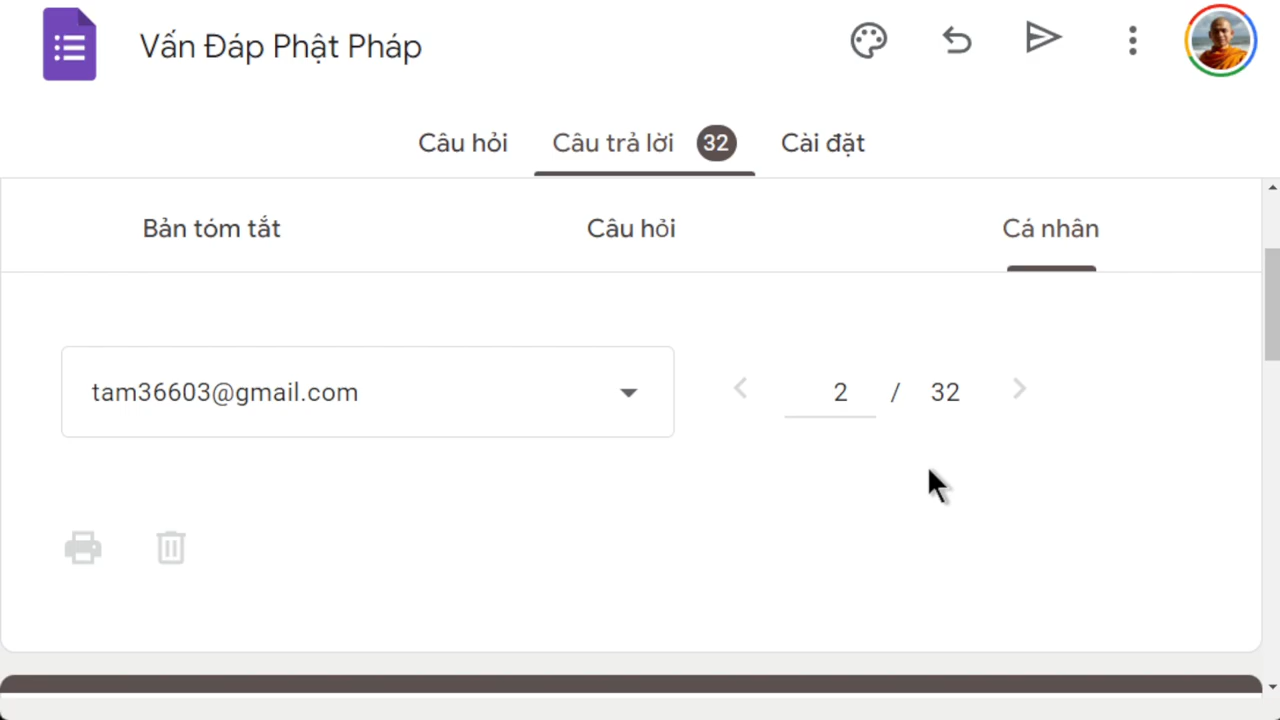 Vấn Đáp Phật Pháp
Câu hỏi Câu trả lời 32 Cài đặt
Bản tóm tắt Câu hỏi Cá nhân
tam36603@gmail.com 2 / 32